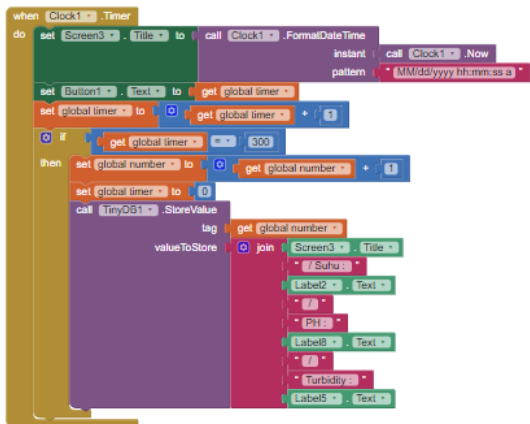 when Clock1 .Timer
do set Screen3 . Title to call Clock1 .FormatDateTime
instant call Clock1 .Now
pattern " MM/dd/yyyy hh:mm:ss a "
set Button1 . Text to get global timer
set global timer to get global timer + 1
if get global timer = 300
then set global number to get global number + 1
set global timer to 0
call TinyDB1 .StoreValue
tag get global number
valueToStore join Screen3 . Title
" / Suhu : "
Label2 . Text
" / "
" PH : "
Label8 . Text
" / "
" Turbidity : "
Label5 . Text